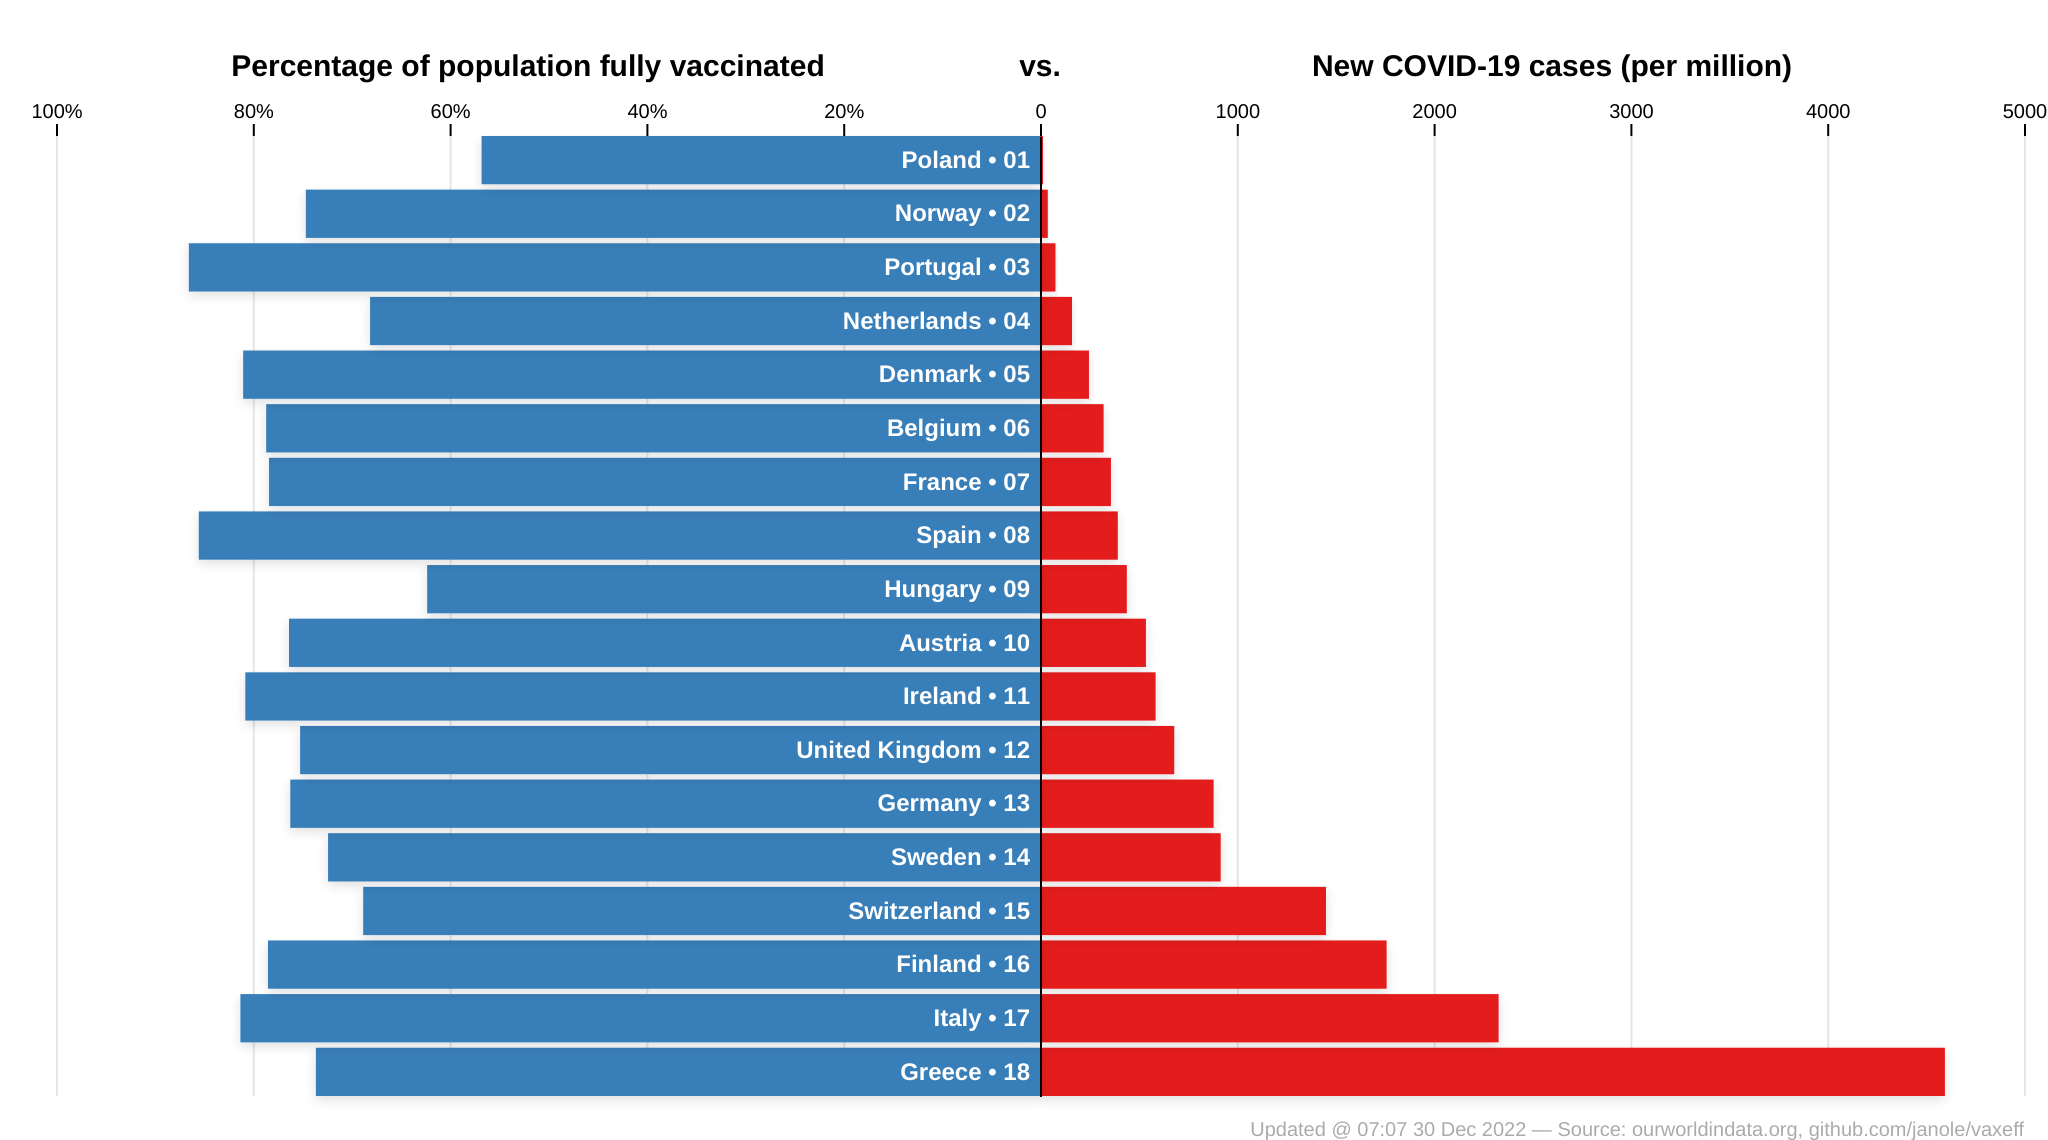 Percentage of population fully vaccinated vs. New COVID-19 cases (per million)
100% 80% 60% 40% 20% 0 1000 2000 3000 4000 5000
Poland • 01
Norway • 02
Portugal • 03
Netherlands • 04
Denmark • 05
Belgium • 06
France • 07
Spain • 08
Hungary • 09
Austria • 10
Ireland • 11
United Kingdom • 12
Germany • 13
Sweden • 14
Switzerland • 15
Finland • 16
Italy • 17
Greece • 18
Updated @ 07:07 30 Dec 2022 — Source: ourworldindata.org, github.com/janole/vaxeff